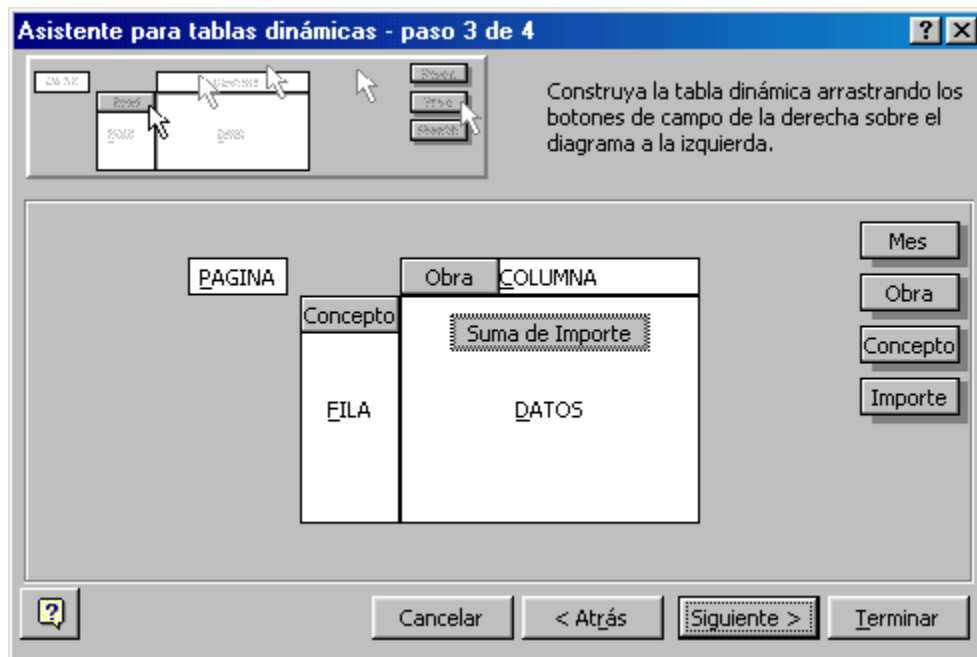 Asistente para tablas dinámicas - paso 3 de 4
Construya la tabla dinámica arrastrando los
botones de campo de la derecha sobre el
diagrama a la izquierda.
PAGINA
Obra
COLUMNA
Concepto
Suma de Importe
FILA
DATOS
Mes
Obra
Concepto
Importe
Cancelar
< Atrás
Siguiente >
Terminar